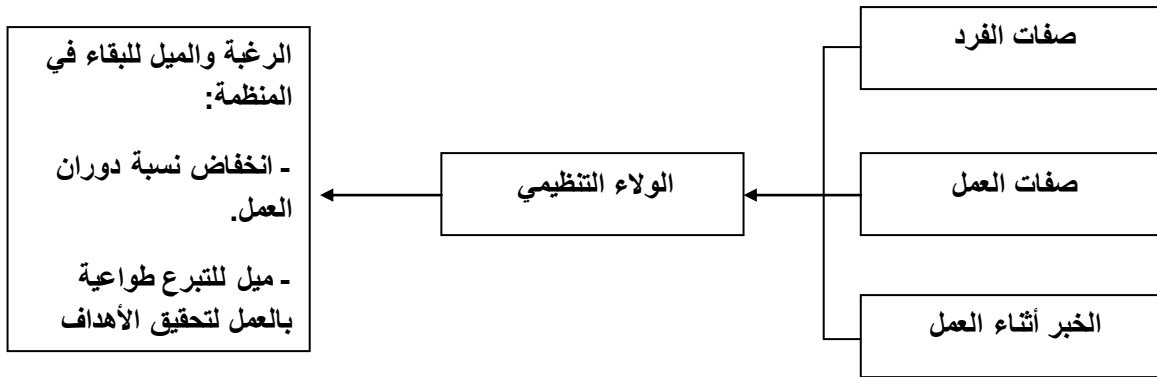 صفات الفرد
صفات العمل
الخبر أثناء العمل
الولاء التنظيمي
الرغبة والميل للبقاء في
المنظمة:
- انخفاض نسبة دوران
العمل.
- ميل للتبرع طواعية
بالعمل لتحقيق الأهداف